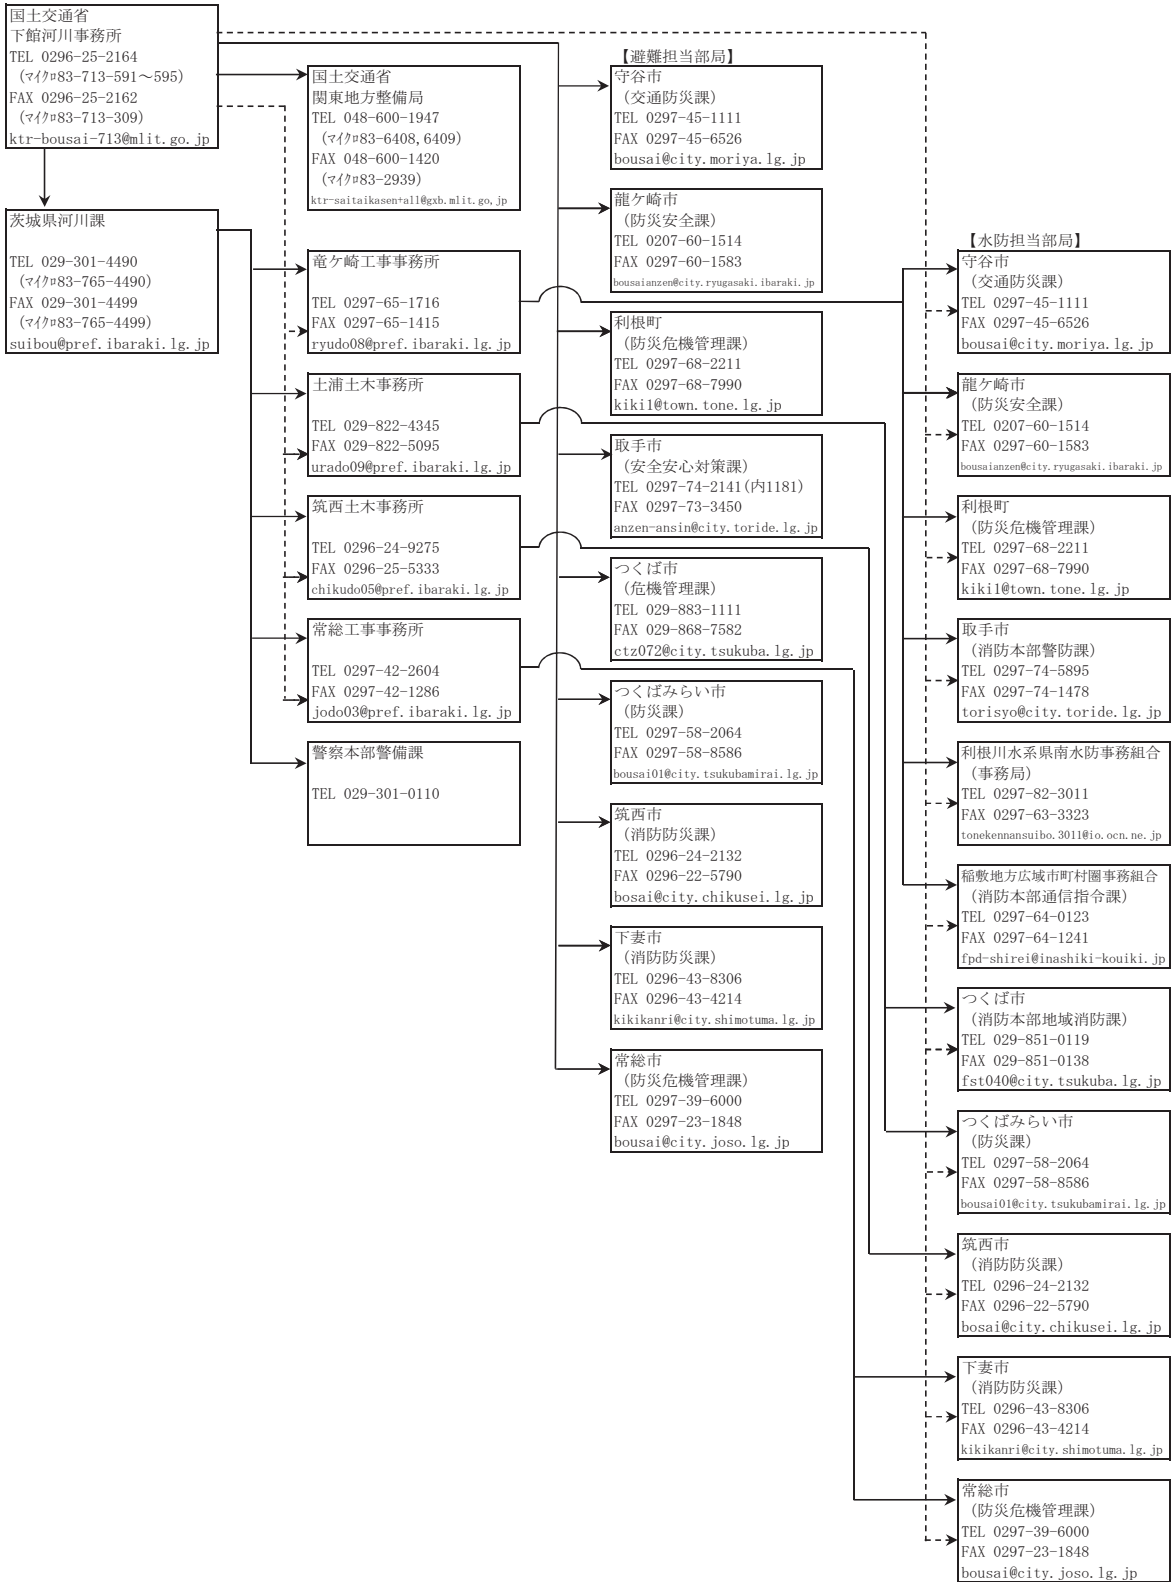 国土交通省
下館河川事務所
TEL 0296-25-2164
（ﾏｲｸﾛ83-713-591～595）
FAX 0296-25-2162
（ﾏｲｸﾛ83-713-309）
ktr-bousai-713@mlit.go.jp
茨城県河川課
TEL 029-301-4490
（ﾏｲｸﾛ83-765-4490）
FAX 029-301-4499
（ﾏｲｸﾛ83-765-4499）
suibou@pref.ibaraki.lg.jp
国土交通省
関東地方整備局
TEL 048-600-1947
（ﾏｲｸﾛ83-6408,6409）
FAX 048-600-1420
（ﾏｲｸﾛ83-2939）
ktr-saitaikasen+all@gxb.mlit.go,jp
竜ケ崎工事事務所
TEL 0297-65-1716
FAX 0297-65-1415
ryudo08@pref.ibaraki.lg.jp
土浦土木事務所
TEL 029-822-4345
FAX 029-822-5095
urado09@pref.ibaraki.lg.jp
筑西土木事務所
TEL 0296-24-9275
FAX 0296-25-5333
chikudo05@pref.ibaraki.lg.jp
常総工事事務所
TEL 0297-42-2604
FAX 0297-42-1286
jodo03@pref.ibaraki.lg.jp
警察本部警備課
TEL 029-301-0110
【避難担当部局】
守谷市
（交通防災課）
TEL 0297-45-1111
FAX 0297-45-6526
bousai@city.moriya.lg.jp
龍ケ崎市
（防災安全課）
TEL 0207-60-1514
FAX 0297-60-1583
bousaianzen@city.ryugasaki.ibaraki.jp
利根町
（防災危機管理課）
TEL 0297-68-2211
FAX 0297-68-7990
kiki1@town.tone.lg.jp
取手市
（安全安心対策課）
TEL 0297-74-2141(内1181)
FAX 0297-73-3450
anzen-ansin@city.toride.lg.jp
つくば市
（危機管理課）
TEL 029-883-1111
FAX 029-868-7582
ctz072@city.tsukuba.lg.jp
つくばみらい市
（防災課）
TEL 0297-58-2064
FAX 0297-58-8586
bousai01@city.tsukubamirai.lg.jp
筑西市
（消防防災課）
TEL 0296-24-2132
FAX 0296-22-5790
bosai@city.chikusei.lg.jp
下妻市
（消防防災課）
TEL 0296-43-8306
FAX 0296-43-4214
kikikanri@city.shimotuma.lg.jp
常総市
（防災危機管理課）
TEL 0297-39-6000
FAX 0297-23-1848
bousai@city.joso.lg.jp
【水防担当部局】
守谷市
（交通防災課）
TEL 0297-45-1111
FAX 0297-45-6526
bousai@city.moriya.lg.jp
龍ケ崎市
（防災安全課）
TEL 0207-60-1514
FAX 0297-60-1583
bousaianzen@city.ryugasaki.ibaraki.jp
利根町
（防災危機管理課）
TEL 0297-68-2211
FAX 0297-68-7990
kiki1@town.tone.lg.jp
取手市
（消防本部警防課）
TEL 0297-74-5895
FAX 0297-74-1478
torisyo@city.toride.lg.jp
利根川水系県南水防事務組合
（事務局）
TEL 0297-82-3011
FAX 0297-63-3323
tonekennansuibo.3011@io.ocn.ne.jp
稲敷地方広域市町村圏事務組合
（消防本部通信指令課）
TEL 0297-64-0123
FAX 0297-64-1241
fpd-shirei@inashiki-kouiki.jp
つくば市
（消防本部地域消防課）
TEL 029-851-0119
FAX 029-851-0138
fst040@city.tsukuba.lg.jp
つくばみらい市
（防災課）
TEL 0297-58-2064
FAX 0297-58-8586
bousai01@city.tsukubamirai.lg.jp
筑西市
（消防防災課）
TEL 0296-24-2132
FAX 0296-22-5790
bosai@city.chikusei.lg.jp
下妻市
（消防防災課）
TEL 0296-43-8306
FAX 0296-43-4214
kikikanri@city.shimotuma.lg.jp
常総市
（防災危機管理課）
TEL 0297-39-6000
FAX 0297-23-1848
bousai@city.joso.lg.jp